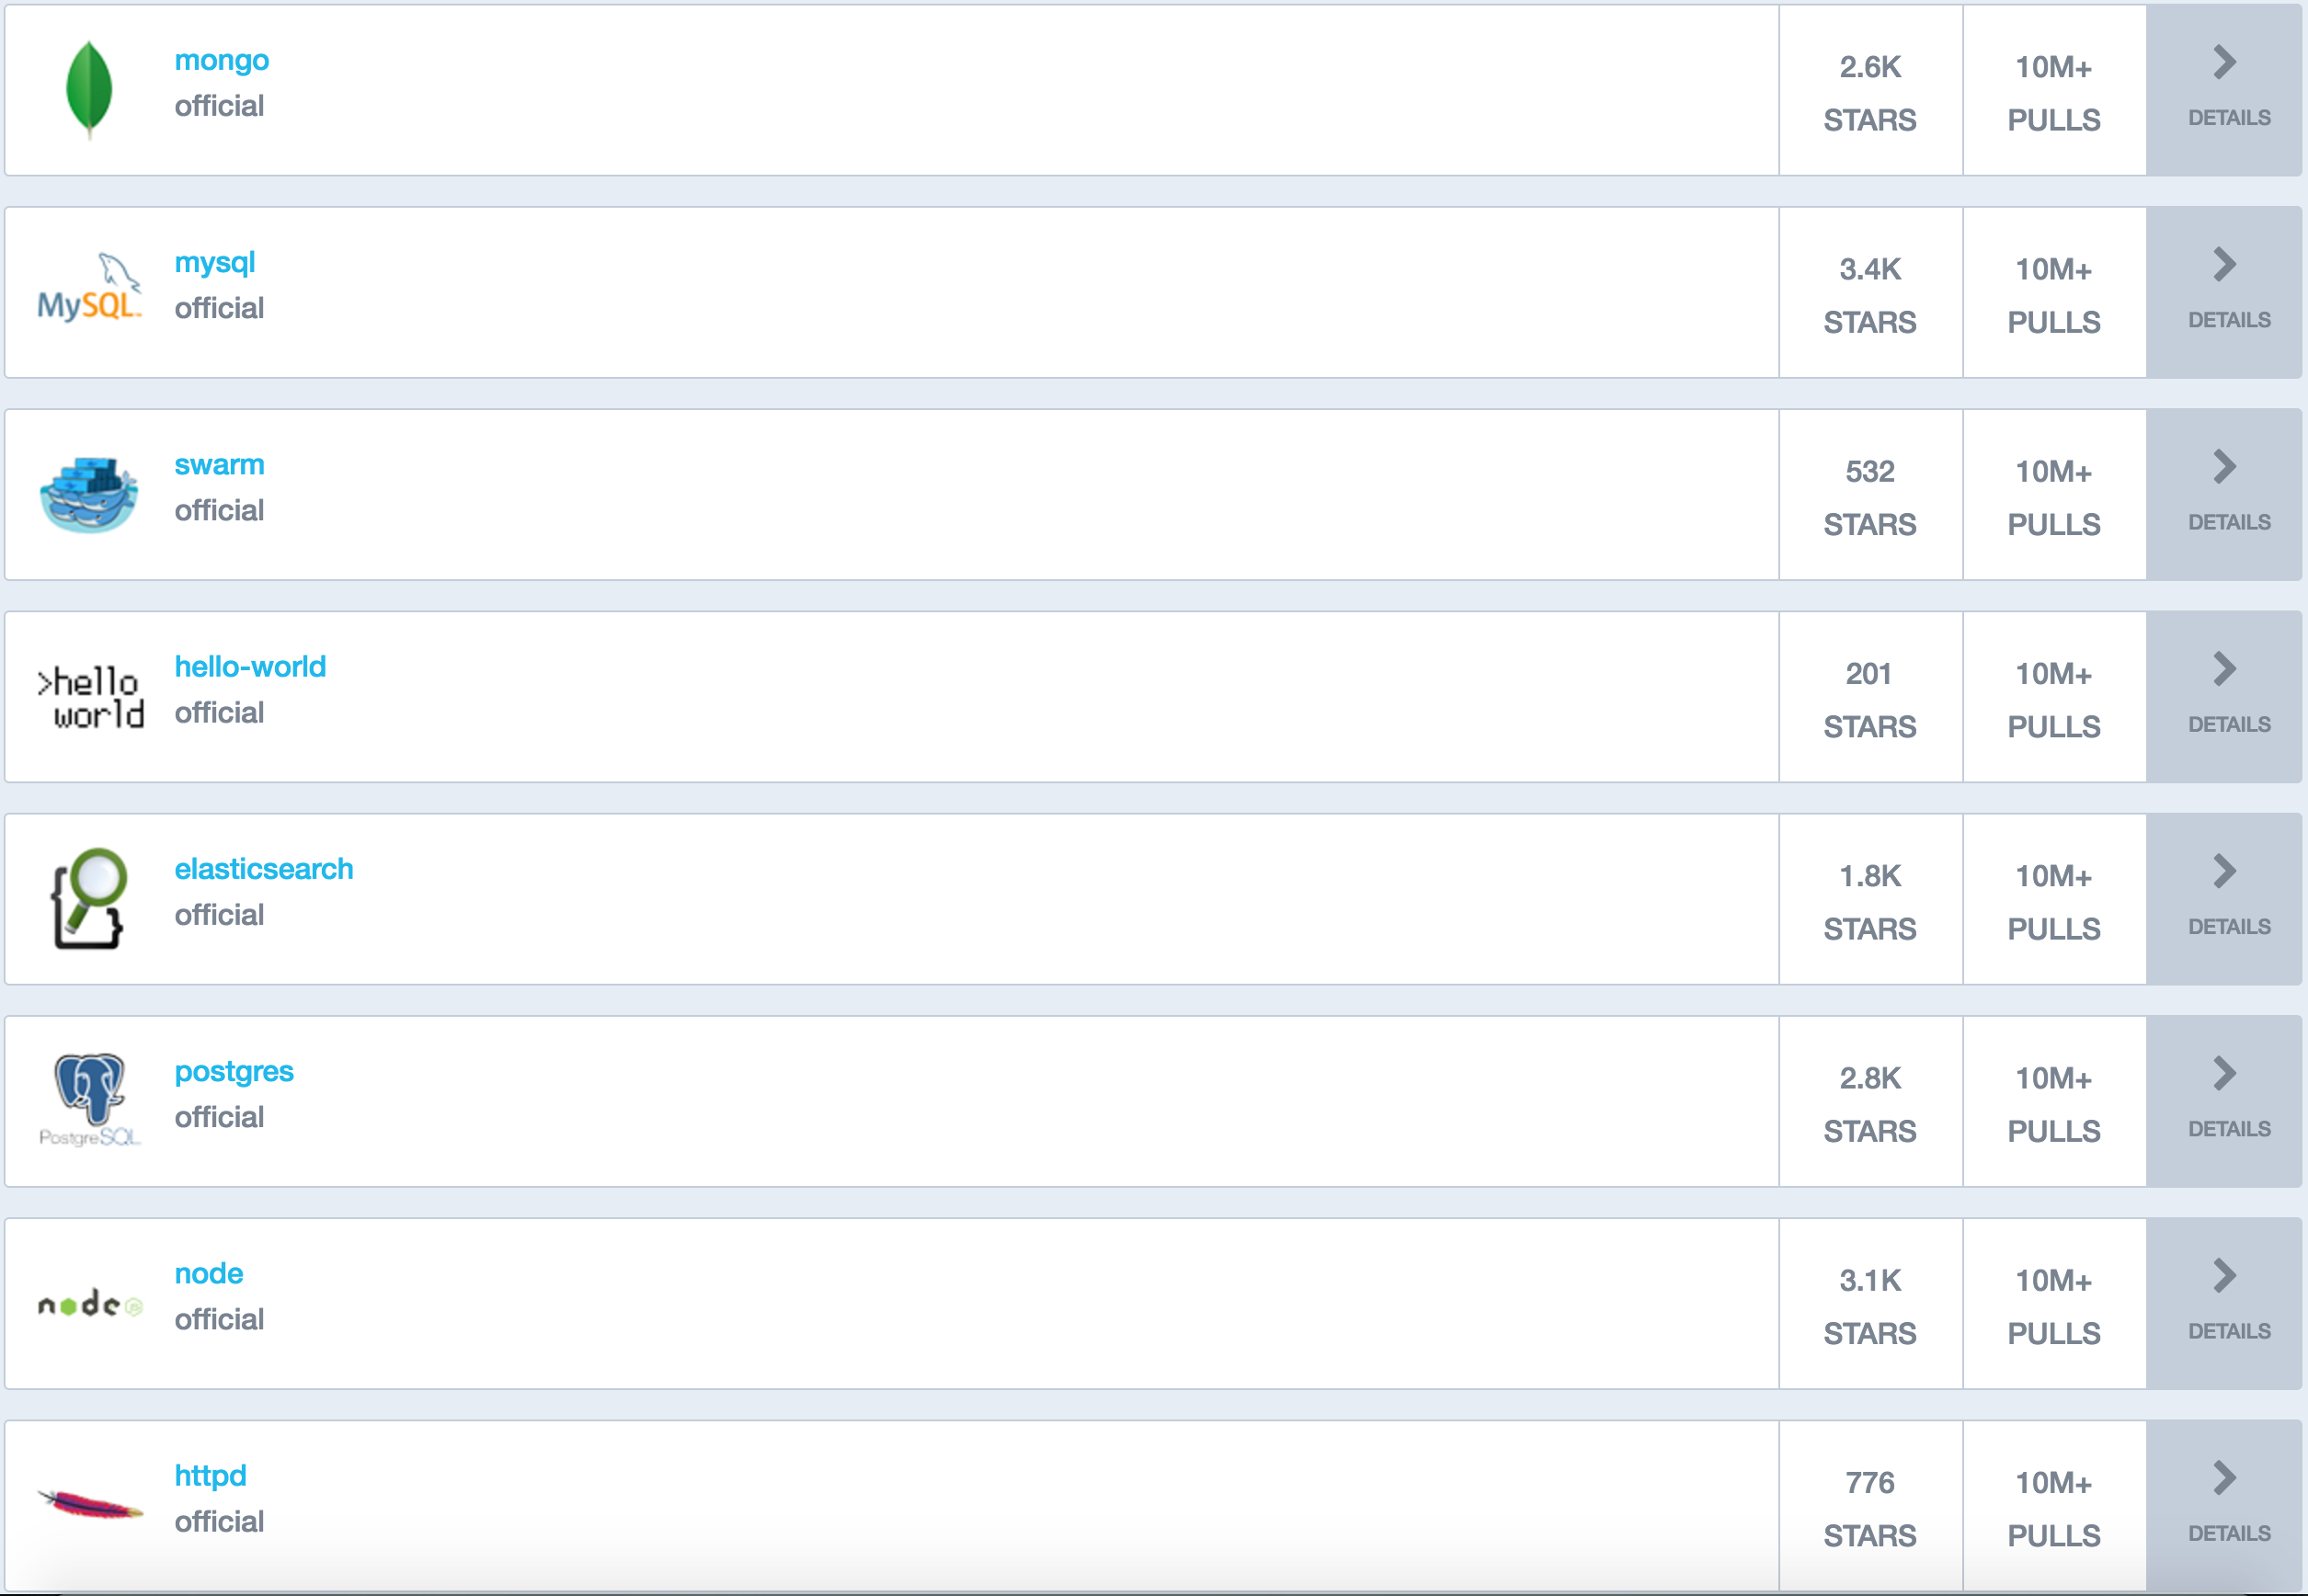 mongo
official
2.6K
STARS
10M+
PULLS
DETAILS
MySQL
mysql
official
3.4K
STARS
10M+
PULLS
DETAILS
swarm
official
532
STARS
10M+
PULLS
DETAILS
>hello
world
hello-world
official
201
STARS
10M+
PULLS
DETAILS
elasticsearch
official
1.8K
STARS
10M+
PULLS
DETAILS
PostgreSQL
postgres
official
2.8K
STARS
10M+
PULLS
DETAILS
node
node
official
3.1K
STARS
10M+
PULLS
DETAILS
httpd
official
776
STARS
10M+
PULLS
DETAILS